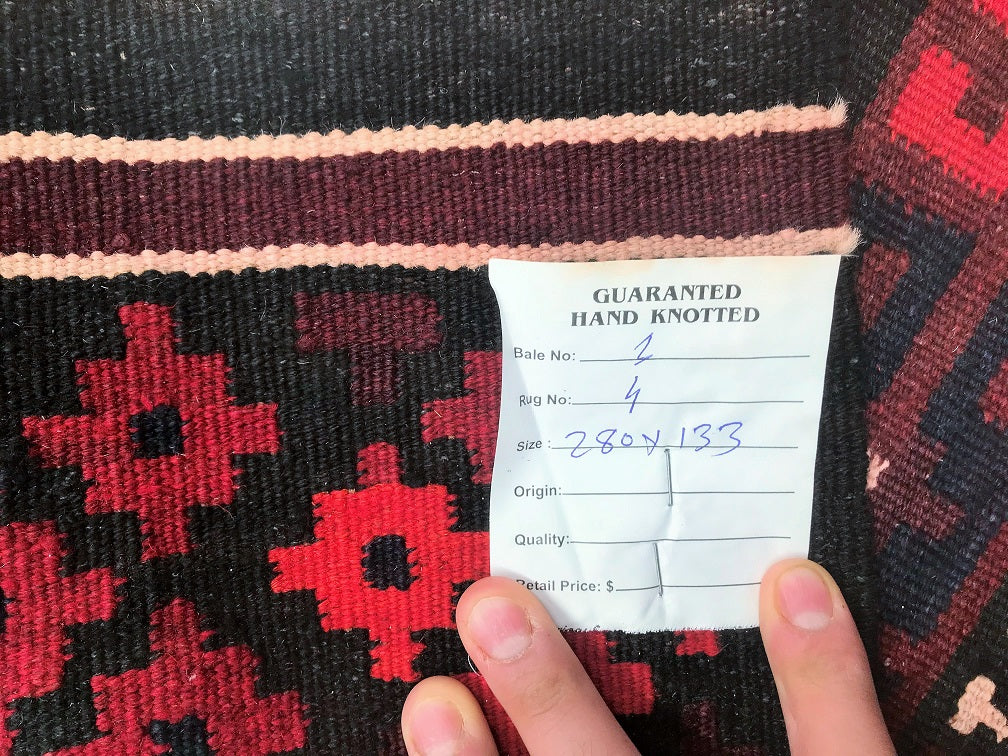 GUARANTED
HAND KNOTTED
Bale No: 1
Rug No: 4
Size : 280 x 133
Origin:
Quality:
Retail Price: $